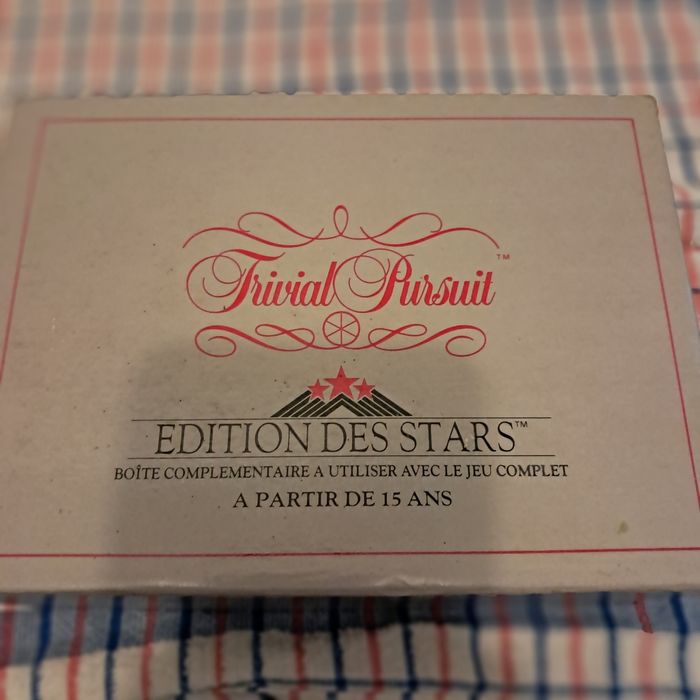 Trivial Pursuit™
EDITION DES STARS™
BOÎTE COMPLEMENTAIRE A UTILISER AVEC LE JEU COMPLET
A PARTIR DE 15 ANS